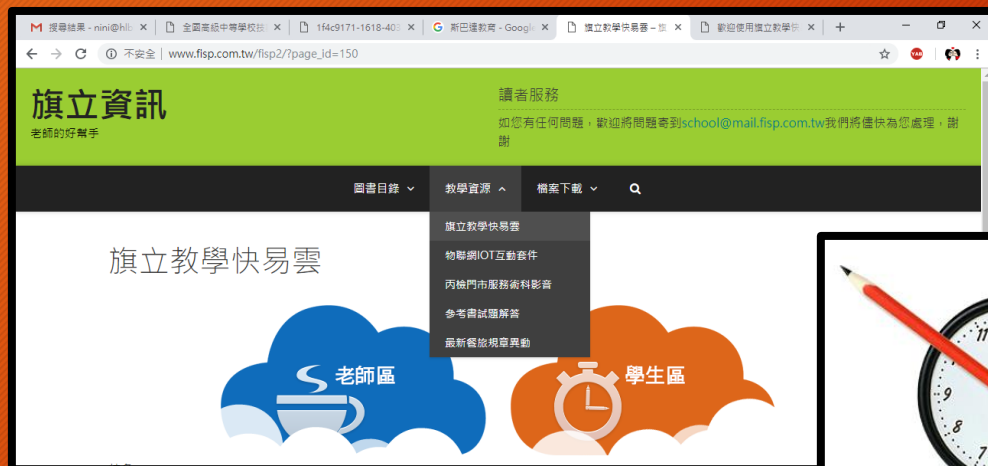 搜尋結果 - nini@hlb
全國高級中等學校技
1f4c9171-1618-403
斯巴達教育 - Googl
旗立教學快易雲 – 旗
歡迎使用旗立教學快
不安全 | www.fisp.com.tw/fisp2/?page_id=150
旗立資訊
老師的好幫手
讀者服務
如您有任何問題，歡迎將問題寄到school@mail.fisp.com.tw我們將儘快為您處理，謝
謝
圖書目錄
教學資源
檔案下載
旗立教學快易雲
物聯網IOT互動套件
丙檢門市服務術科影音
參考書試題解答
最新餐旅規章異動
旗立教學快易雲
老師區
學生區
11
9
8
7